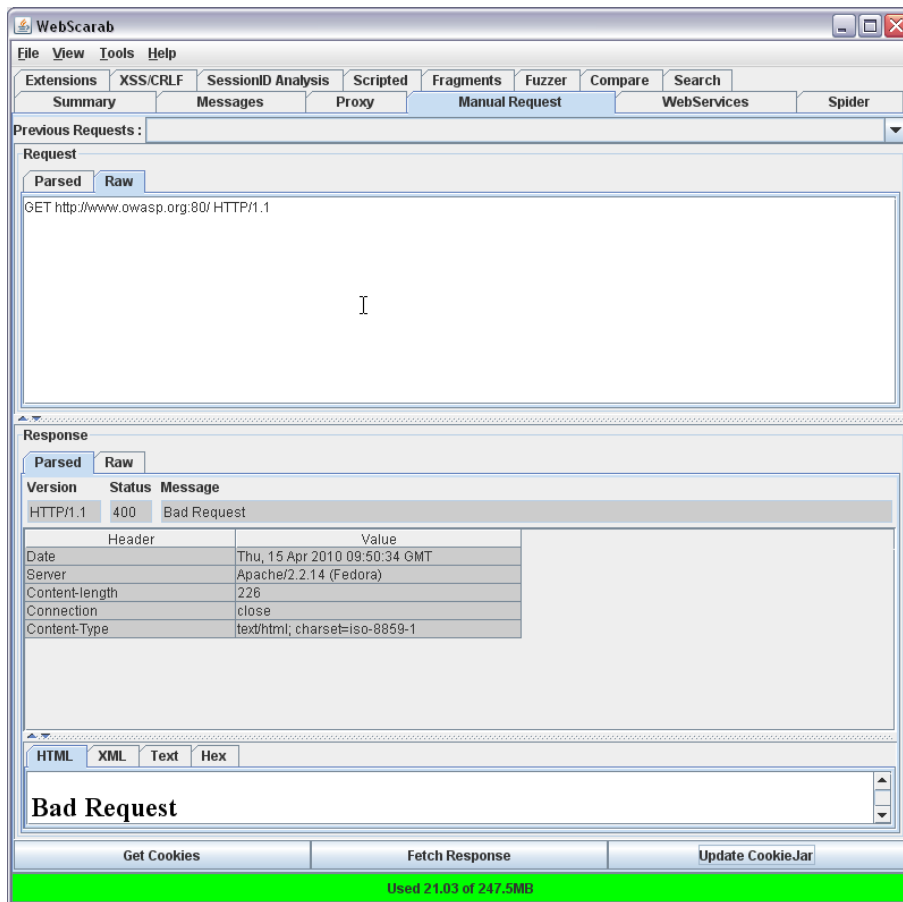 WebScarab
File View Tools Help
Extensions XSS/CRLF SessionID Analysis Scripted Fragments Fuzzer Compare Search
Summary Messages Proxy Manual Request WebServices Spider
Previous Requests :
Request
Parsed Raw
GET http://www.owasp.org:80/ HTTP/1.1
Response
Parsed Raw
Version Status Message
HTTP/1.1 400 Bad Request
Header Value
Date Thu, 15 Apr 2010 09:50:34 GMT
Server Apache/2.2.14 (Fedora)
Content-length 226
Connection close
Content-Type text/html; charset=iso-8859-1
HTML XML Text Hex
Bad Request
Get Cookies Fetch Response Update CookieJar
Used 21.03 of 247.5MB